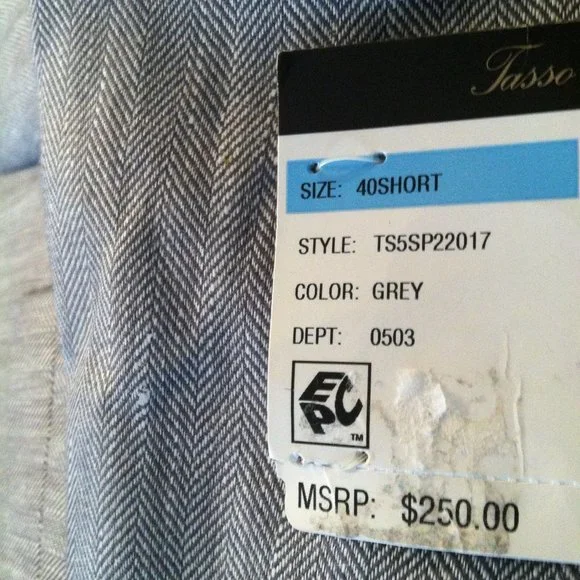 Tasso
SIZE: 40SHORT
STYLE: TS5SP22017
COLOR: GREY
DEPT: 0503
EPC
TM
MSRP: $250.00